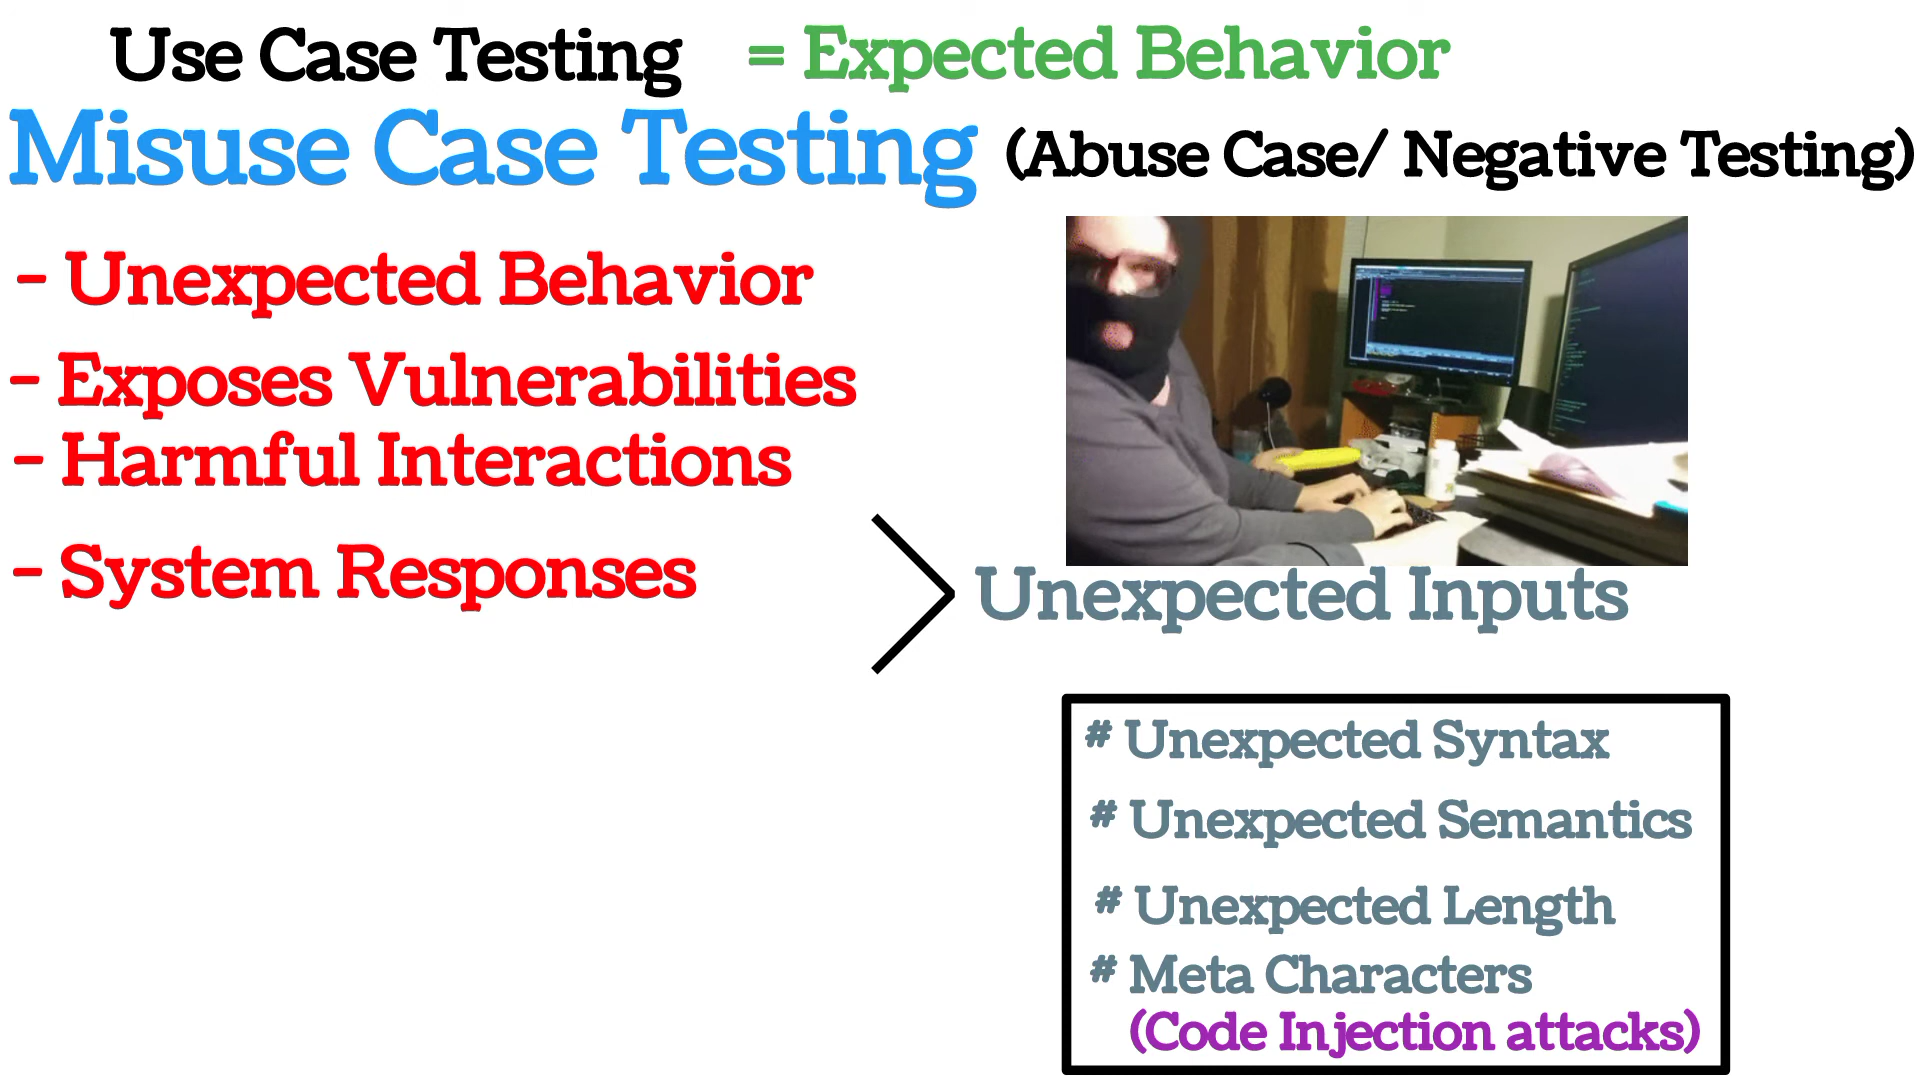 Use Case Testing = Expected Behavior
Misuse Case Testing (Abuse Case/ Negative Testing)
- Unexpected Behavior
- Exposes Vulnerabilities
- Harmful Interactions
- System Responses
Unexpected Inputs
# Unexpected Syntax
# Unexpected Semantics
# Unexpected Length
# Meta Characters
(Code Injection attacks)